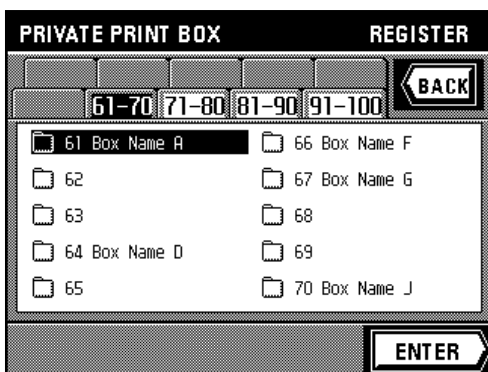 PRIVATE PRINT BOX REGISTER
BACK
61-70 71-80 81-90 91-100
61 Box Name A
62
63
64 Box Name D
65
66 Box Name F
67 Box Name G
68
69
70 Box Name J
ENTER